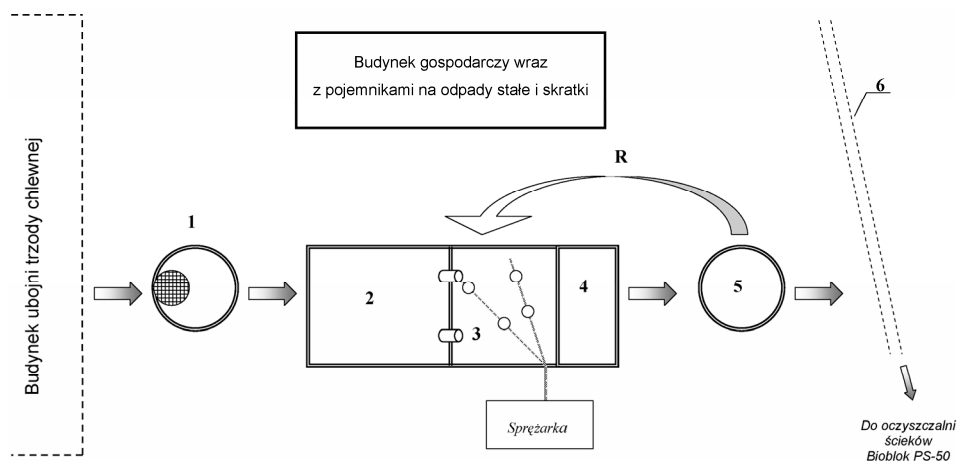 Budynek ubojni trzody chlewnej
Budynek gospodarczy wraz
z pojemnikami na odpady stałe i skratki
6
R
1
2
3
4
5
Sprężarka
Do oczyszczalni
ścieków
Bioblok PS-50